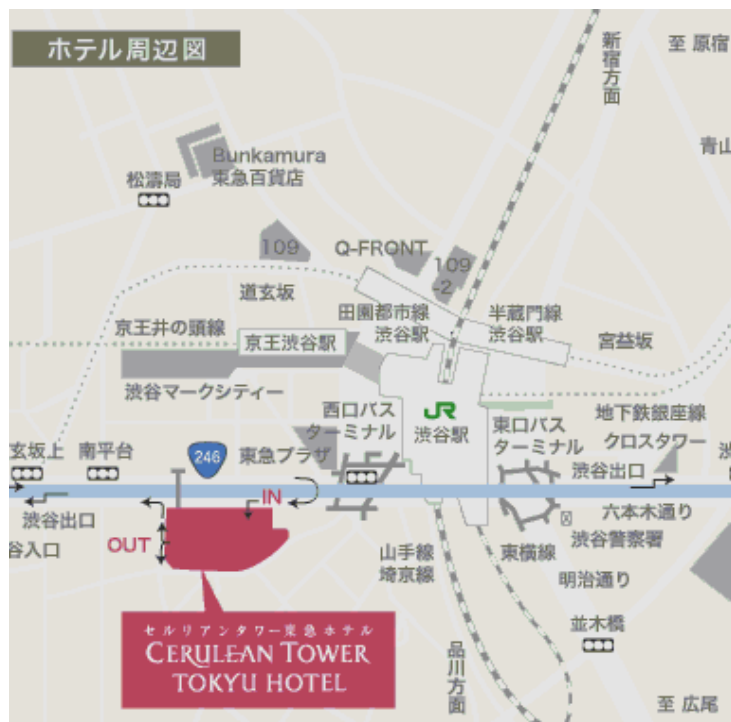 ホテル周辺図
新宿方面
至 原宿
青山
Bunkamura
東急百貨店
松濤局
109
Q-FRONT
109
-2
道玄坂
田園都市線
渋谷駅
半蔵門線
渋谷駅
宮益坂
京王井の頭線
京王渋谷駅
渋谷マークシティー
JR
渋谷駅
西口バス
ターミナル
東口バス
ターミナル
地下鉄銀座線
クロスタワー
玄坂上
南平台
246
東急プラザ
渋谷出口
渋
IN
渋谷出口
六本木通り
谷入口
OUT
山手線
埼京線
東横線
渋谷警察署
明治通り
並木橋
品川方面
至 広尾
セルリアンタワー東急ホテル
CERULEAN TOWER
TOKYU HOTEL